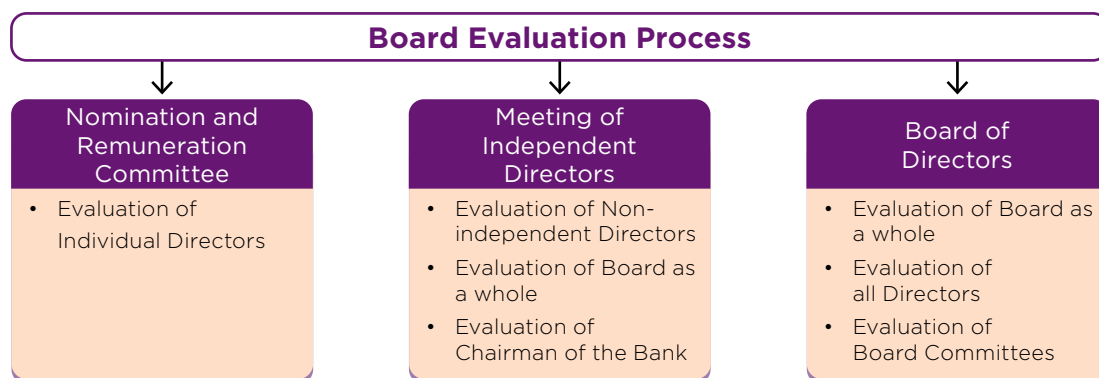 Board Evaluation Process
Nomination and
Remuneration
Committee
• Evaluation of
Individual Directors
Meeting of
Independent
Directors
• Evaluation of Non-
independent Directors
• Evaluation of Board as
a whole
• Evaluation of
Chairman of the Bank
Board of
Directors
• Evaluation of Board as
a whole
• Evaluation of
all Directors
• Evaluation of
Board Committees